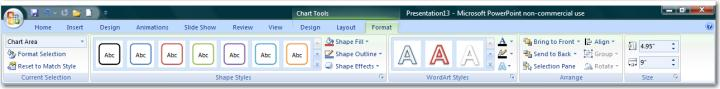 Chart Tools Presentation13 - Microsoft PowerPoint non-commercial use
Home Insert Design Animations Slide Show Review View Design Layout Format
Chart Area
Format Selection
Reset to Match Style
Current Selection
Abc Abc Abc Abc Abc Abc Abc
Shape Fill
Shape Outline
Shape Effects
Shape Styles
A A A A
A
A
WordArt Styles
Bring to Front Align
Send to Back Group
Selection Pane Rotate
Arrange
4.95"
9"
Size